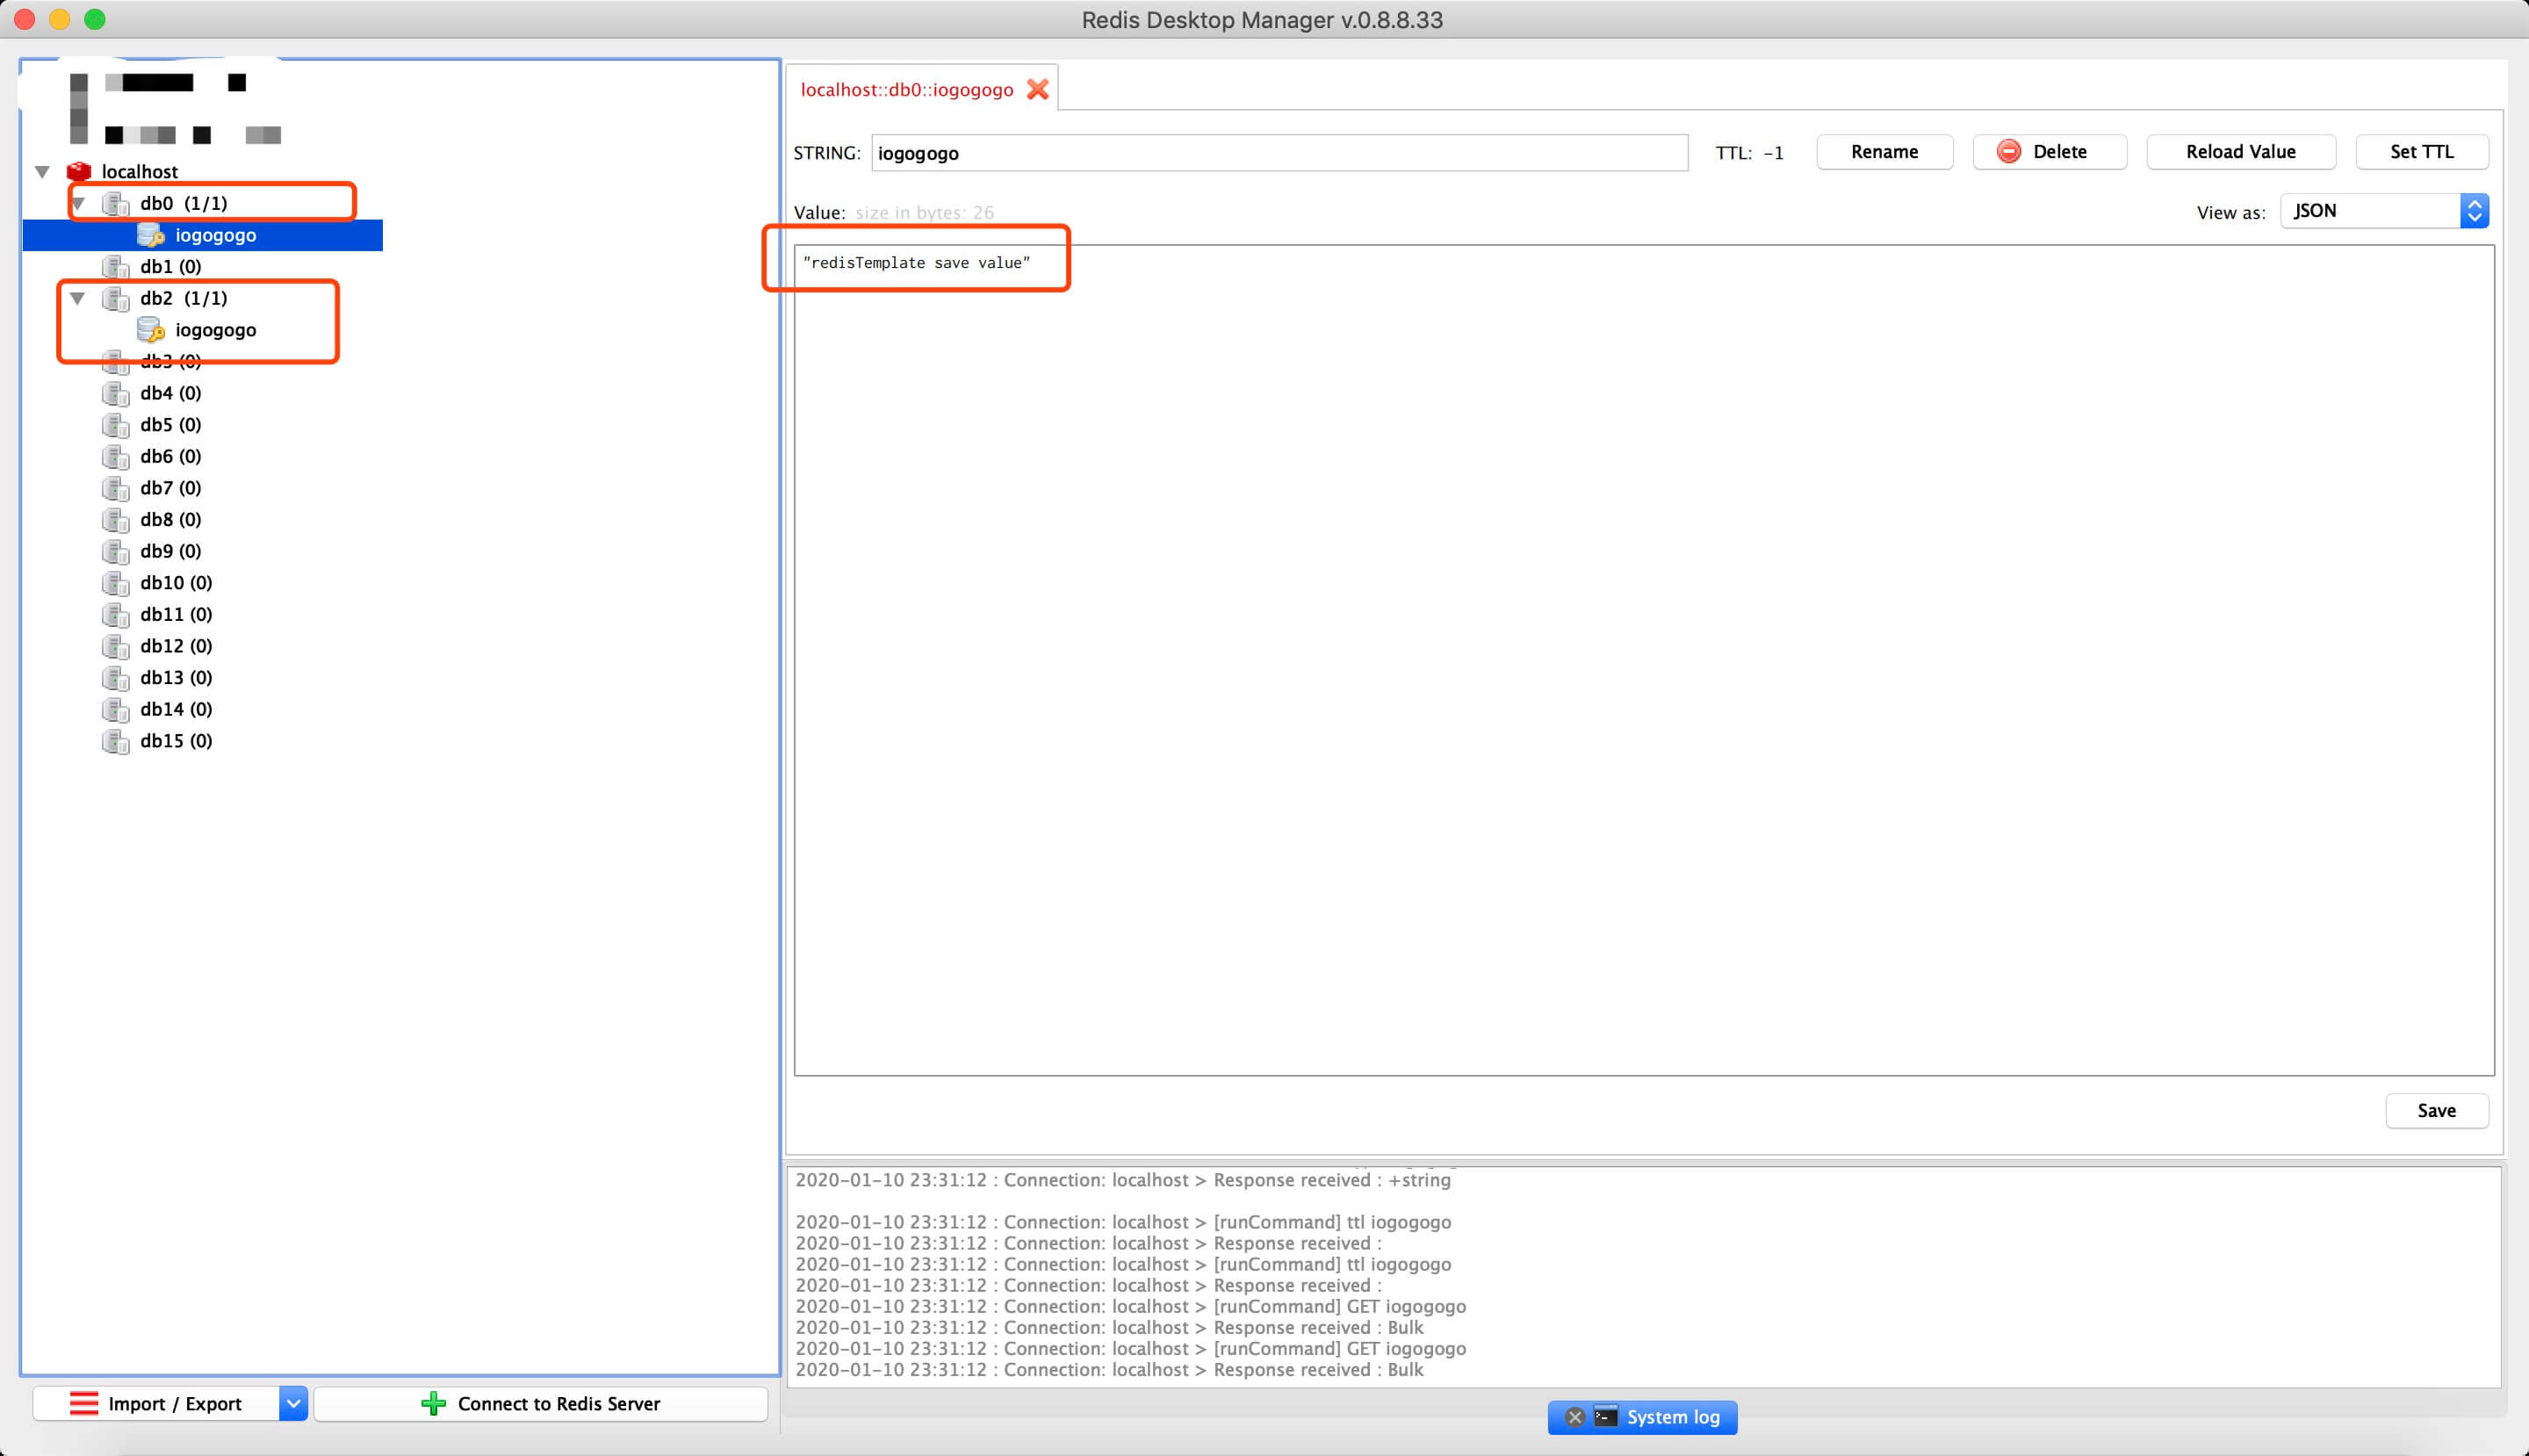 Redis Desktop Manager v.0.8.8.33
localhost
db0 (1/1)
iogogogo
db1 (0)
db2 (1/1)
iogogogo
db3 (0)
db4 (0)
db5 (0)
db6 (0)
db7 (0)
db8 (0)
db9 (0)
db10 (0)
db11 (0)
db12 (0)
db13 (0)
db14 (0)
db15 (0)
Import / Export
Connect to Redis Server
localhost::db0::iogogogo
STRING: iogogogo TTL: -1 Rename Delete Reload Value Set TTL
Value: size in bytes: 26 View as: JSON
"redisTemplate save value"
Save
2020-01-10 23:31:12 : Connection: localhost > Response received : +string
2020-01-10 23:31:12 : Connection: localhost > [runCommand] ttl iogogogo
2020-01-10 23:31:12 : Connection: localhost > Response received :
2020-01-10 23:31:12 : Connection: localhost > [runCommand] ttl iogogogo
2020-01-10 23:31:12 : Connection: localhost > Response received :
2020-01-10 23:31:12 : Connection: localhost > [runCommand] GET iogogogo
2020-01-10 23:31:12 : Connection: localhost > Response received : Bulk
2020-01-10 23:31:12 : Connection: localhost > [runCommand] GET iogogogo
2020-01-10 23:31:12 : Connection: localhost > Response received : Bulk
System log